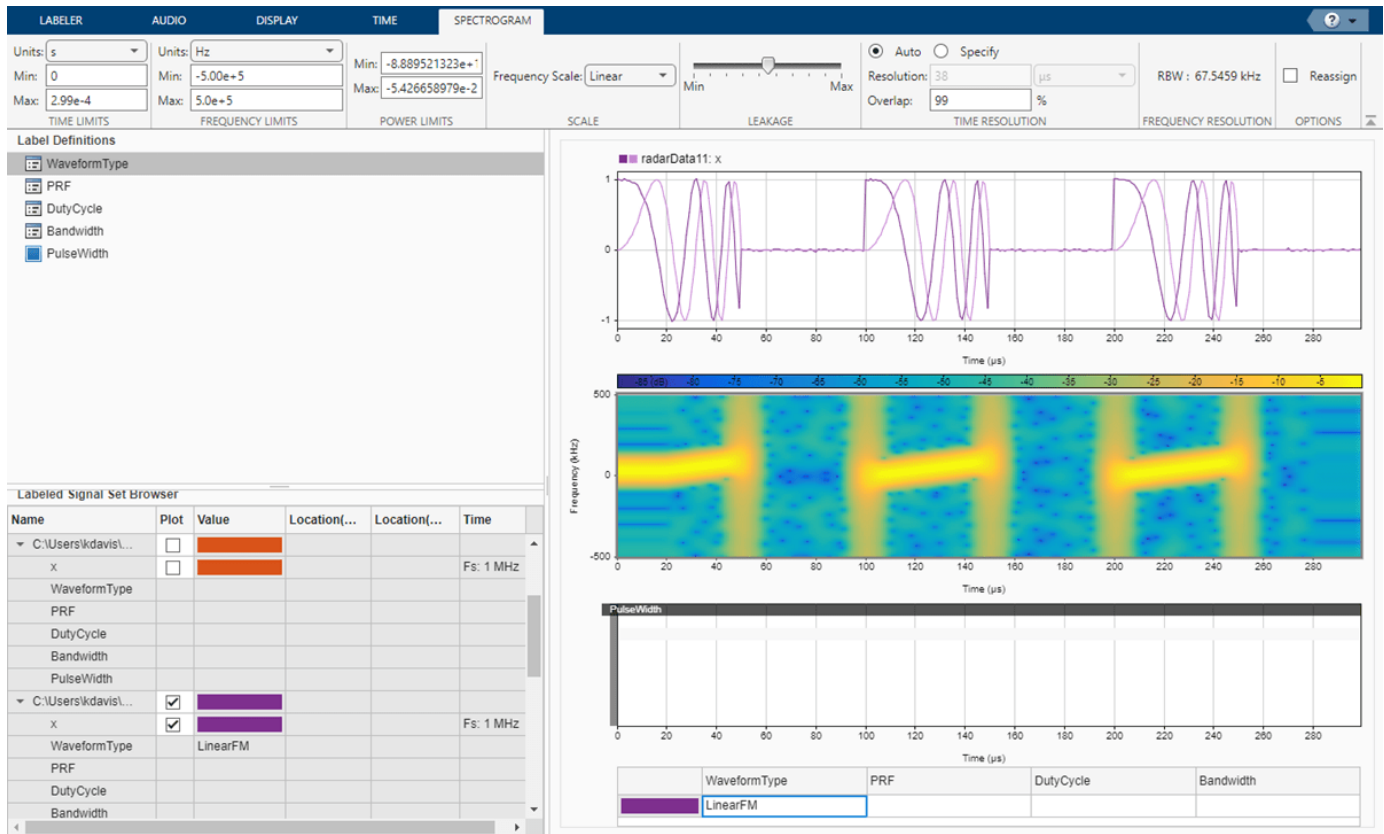 LABELER AUDIO DISPLAY TIME SPECTROGRAM ?
Units: s Units: Hz Min: -8.889521323e+1 Frequency Scale: Linear Min Max Auto Specify
Min: 0 Min: -5.00e+5 Max: -5.426658979e-2 Resolution: 38 µs RBW : 67.5459 kHz Reassign
Max: 2.99e-4 Max: 5.0e+5 Overlap: 99 %
TIME LIMITS FREQUENCY LIMITS POWER LIMITS SCALE LEAKAGE TIME RESOLUTION FREQUENCY RESOLUTION OPTIONS
Label Definitions
WaveformType
PRF
DutyCycle
Bandwidth
PulseWidth
Labeled Signal Set Browser
Name Plot Value Location(... Location(... Time
C:\Users\kdavis\...
x Fs: 1 MHz
WaveformType
PRF
DutyCycle
Bandwidth
PulseWidth
C:\Users\kdavis\...
x Fs: 1 MHz
WaveformType LinearFM
PRF
DutyCycle
Bandwidth
radarData11: x
1
0
-1
0 20 40 60 80 100 120 140 160 180 200 220 240 260 280
Time (µs)
-85 (dB) -80 -75 -70 -65 -60 -55 -50 -45 -40 -35 -30 -25 -20 -15 -10 -5
500
0
-500
Frequency (kHz)
0 20 40 60 80 100 120 140 160 180 200 220 240 260 280
Time (µs)
PulseWidth
0 20 40 60 80 100 120 140 160 180 200 220 240 260 280
Time (µs)
WaveformType PRF DutyCycle Bandwidth
LinearFM